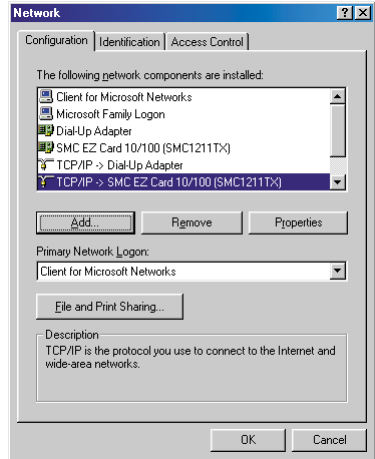 Network
Configuration Identification Access Control
The following network components are installed:
Client for Microsoft Networks
Microsoft Family Logon
Dial-Up Adapter
SMC EZ Card 10/100 (SMC1211TX)
TCP/IP -> Dial-Up Adapter
TCP/IP -> SMC EZ Card 10/100 (SMC1211TX)
Add... Remove Properties
Primary Network Logon:
Client for Microsoft Networks
File and Print Sharing...
Description
TCP/IP is the protocol you use to connect to the Internet and
wide-area networks.
OK Cancel